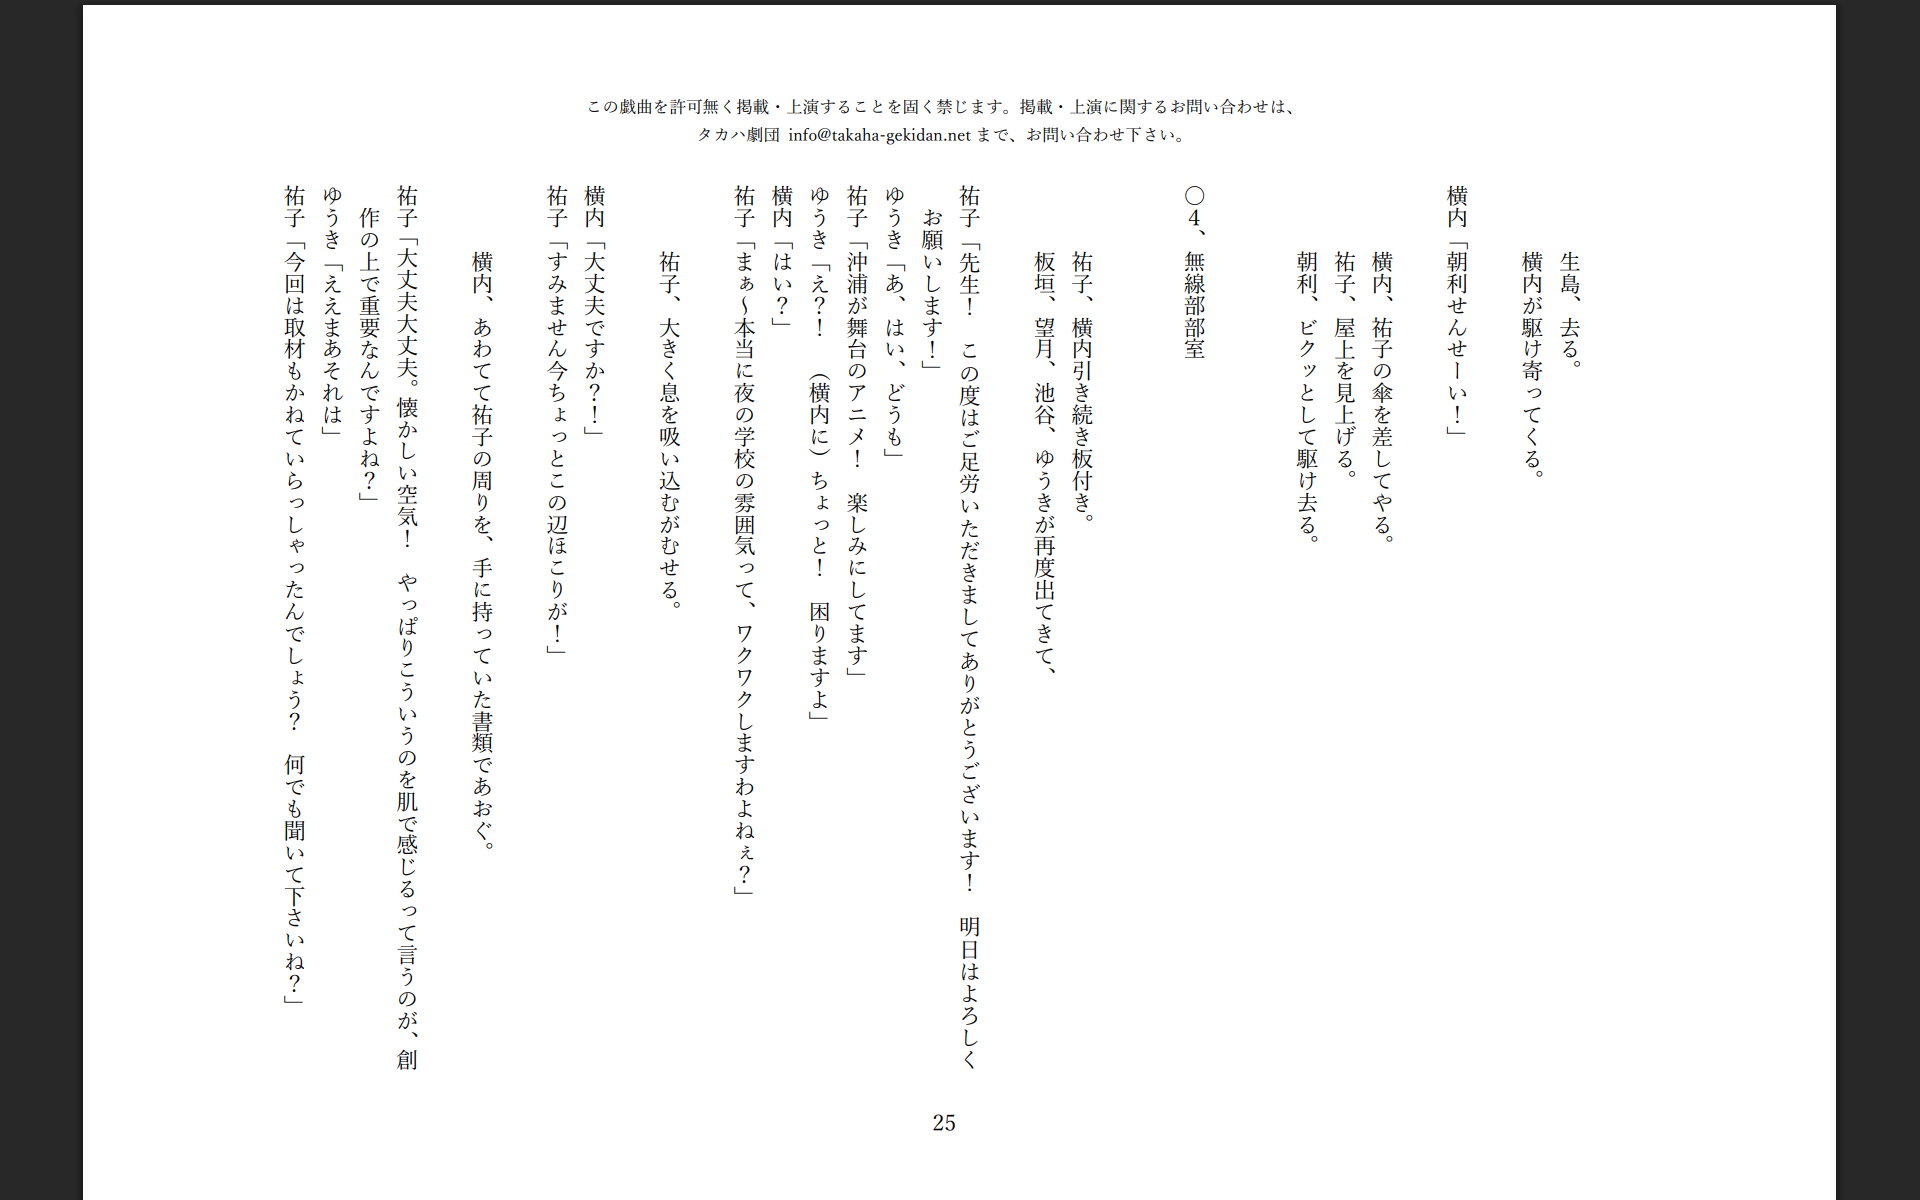 この戯曲を許可無く掲載・上演することを固く禁じます。掲載・上演に関するお問い合わせは、
タカハ劇団 info@takaha-gekidan.net まで、お問い合わせ下さい。
生島、去る。
横内が駆け寄ってくる。
横内「朝利せんせーい！」
横内、祐子の傘を差してやる。
祐子、屋上を見上げる。
朝利、ビクッとして駆け去る。
〇４、無線部部室
祐子、横内引き続き板付き。
板垣、望月、池谷、ゆうきが再度出てきて、
祐子「先生！　この度はご足労いただきましてありがとうございます！　明日はよろしく
お願いします！」
ゆうき「あ、はい、どうも」
祐子「沖浦が舞台のアニメ！　楽しみにしてます」
ゆうき「え？！　（横内に）ちょっと！　困りますよ」
横内「はい？」
祐子「まぁ〜本当に夜の学校の雰囲気って、ワクワクしますわよねぇ？」
祐子、大きく息を吸い込むがむせる。
横内「大丈夫ですか？！」
祐子「すみません今ちょっとこの辺ほこりが！」
横内、あわてて祐子の周りを、手に持っていた書類であおぐ。
祐子「大丈夫大丈夫。懐かしい空気！　やっぱりこういうのを肌で感じるって言うのが、創
作の上で重要なんですよね？」
ゆうき「ええまあそれは」
祐子「今回は取材もかねていらっしゃったんでしょう？　何でも聞いて下さいね？」
25